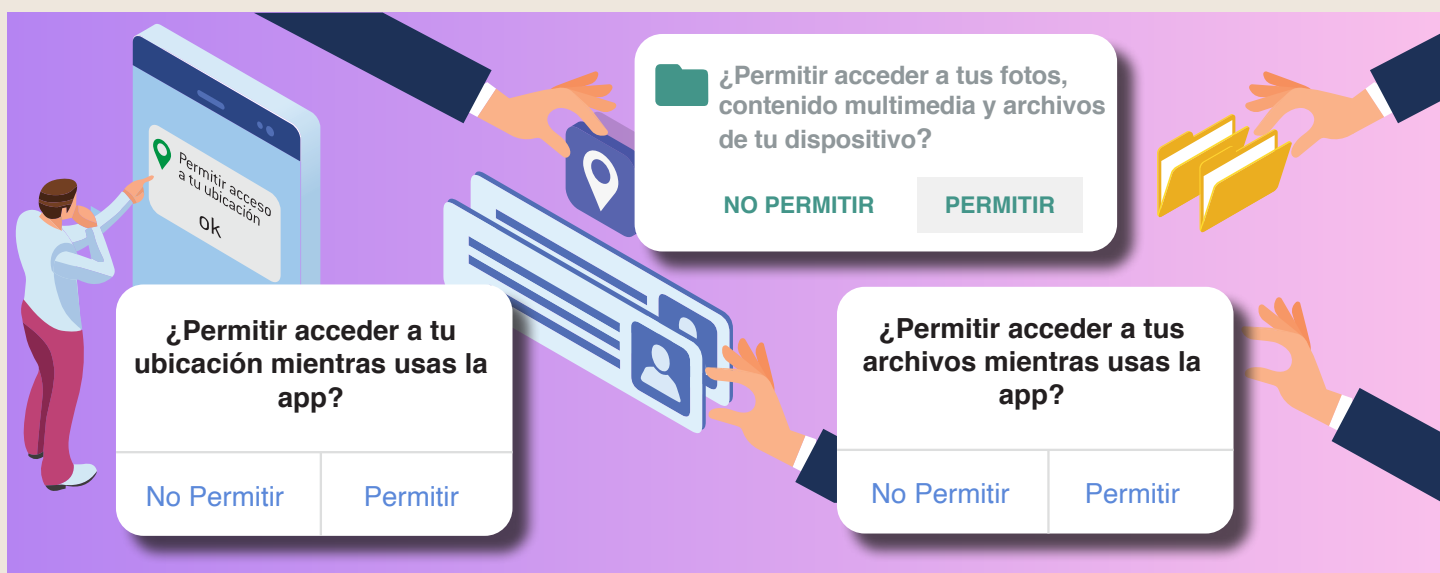 Permitir acceso
a tu ubicación
ok
¿Permitir acceder a tus fotos,
contenido multimedia y archivos
de tu dispositivo?
NO PERMITIR
PERMITIR
¿Permitir acceder a tu
ubicación mientras usas la
app?
No Permitir
Permitir
¿Permitir acceder a tus
archivos mientras usas la
app?
No Permitir
Permitir